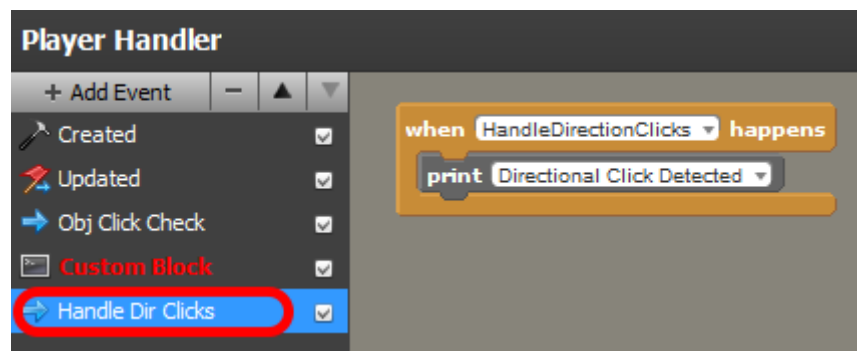 Player Handler
+ Add Event
Created
Updated
Obj Click Check
Custom Block
Handle Dir Clicks
when HandleDirectionClicks happens
print Directional Click Detected